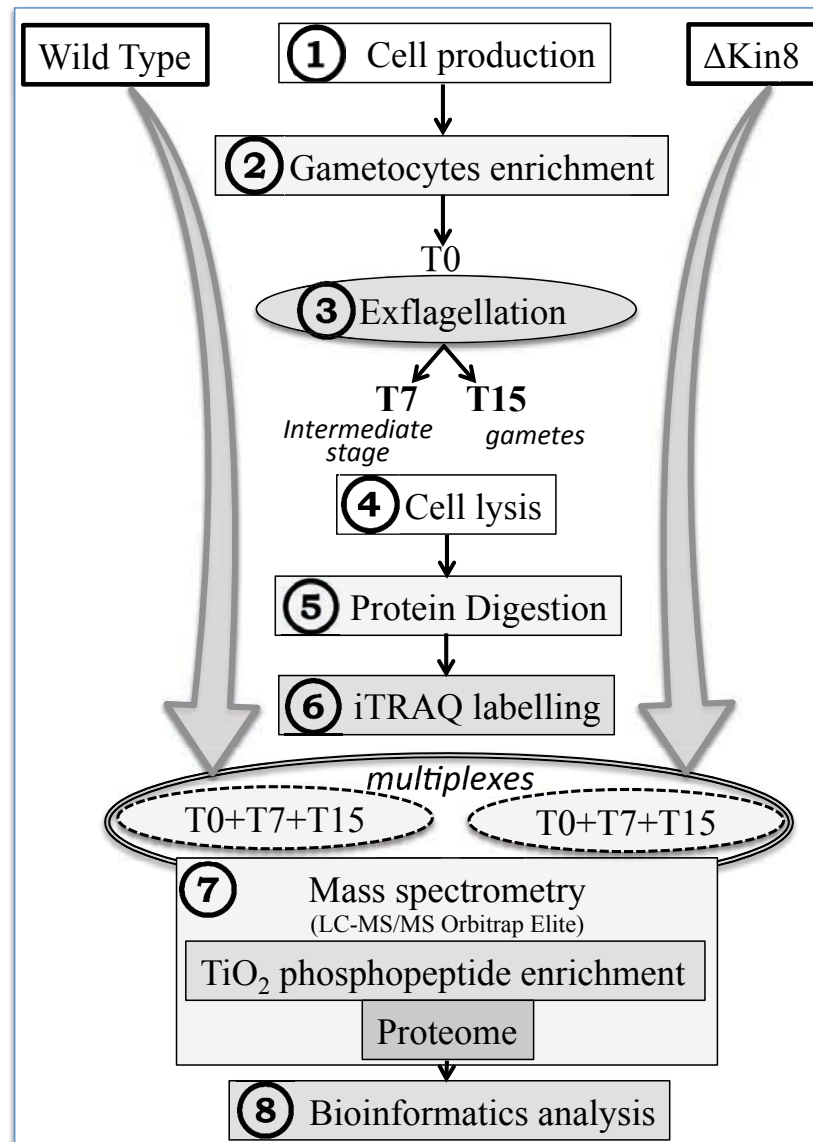 Wild Type
1 Cell production
ΔKin8
2 Gametocytes enrichment
T0
3 Exflagellation
T7 T15
Intermediate
stage
gametes
4 Cell lysis
5 Protein Digestion
6 iTRAQ labelling
multiplexes
T0+T7+T15 T0+T7+T15
7 Mass spectrometry
(LC-MS/MS Orbitrap Elite)
TiO₂ phosphopeptide enrichment
Proteome
8 Bioinformatics analysis